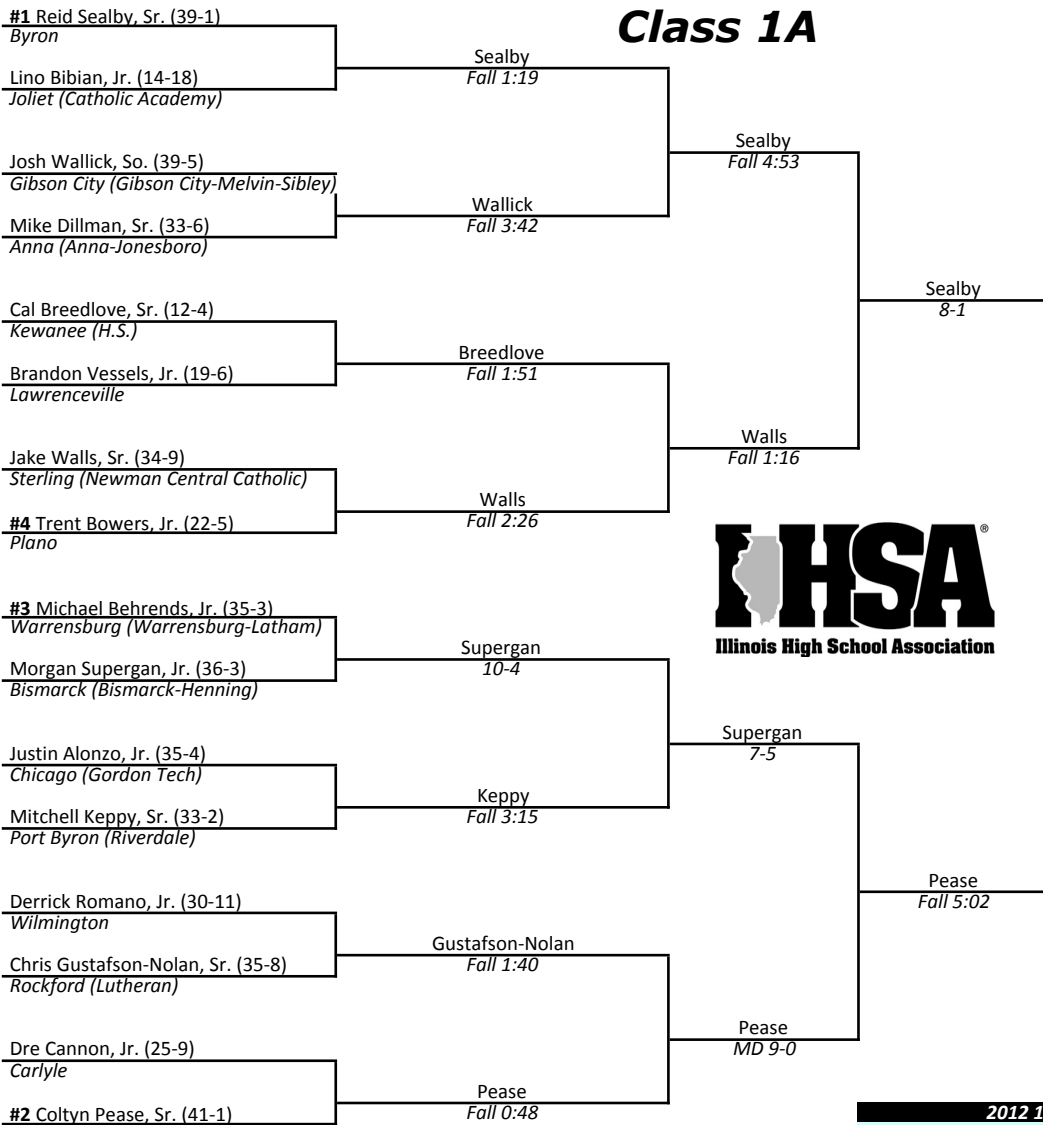 Class 1A
#1 Reid Sealby, Sr. (39-1)
Byron
Sealby
Fall 1:19
Lino Bibian, Jr. (14-18)
Joliet (Catholic Academy)
Sealby
Fall 4:53
Josh Wallick, So. (39-5)
Gibson City (Gibson City-Melvin-Sibley)
Wallick
Fall 3:42
Mike Dillman, Sr. (33-6)
Anna (Anna-Jonesboro)
Sealby
8-1
Cal Breedlove, Sr. (12-4)
Kewanee (H.S.)
Breedlove
Fall 1:51
Brandon Vessels, Jr. (19-6)
Lawrenceville
Walls
Fall 1:16
Jake Walls, Sr. (34-9)
Sterling (Newman Central Catholic)
Walls
Fall 2:26
#4 Trent Bowers, Jr. (22-5)
Plano
IHSA®
Illinois High School Association
#3 Michael Behrends, Jr. (35-3)
Warrensburg (Warrensburg-Latham)
Supergan
10-4
Morgan Supergan, Jr. (36-3)
Bismarck (Bismarck-Henning)
Supergan
7-5
Justin Alonzo, Jr. (35-4)
Chicago (Gordon Tech)
Keppy
Fall 3:15
Mitchell Keppy, Sr. (33-2)
Port Byron (Riverdale)
Pease
Fall 5:02
Derrick Romano, Jr. (30-11)
Wilmington
Gustafson-Nolan
Fall 1:40
Chris Gustafson-Nolan, Sr. (35-8)
Rockford (Lutheran)
Pease
MD 9-0
Dre Cannon, Jr. (25-9)
Carlyle
Pease
Fall 0:48
#2 Coltyn Pease, Sr. (41-1)
2012 1